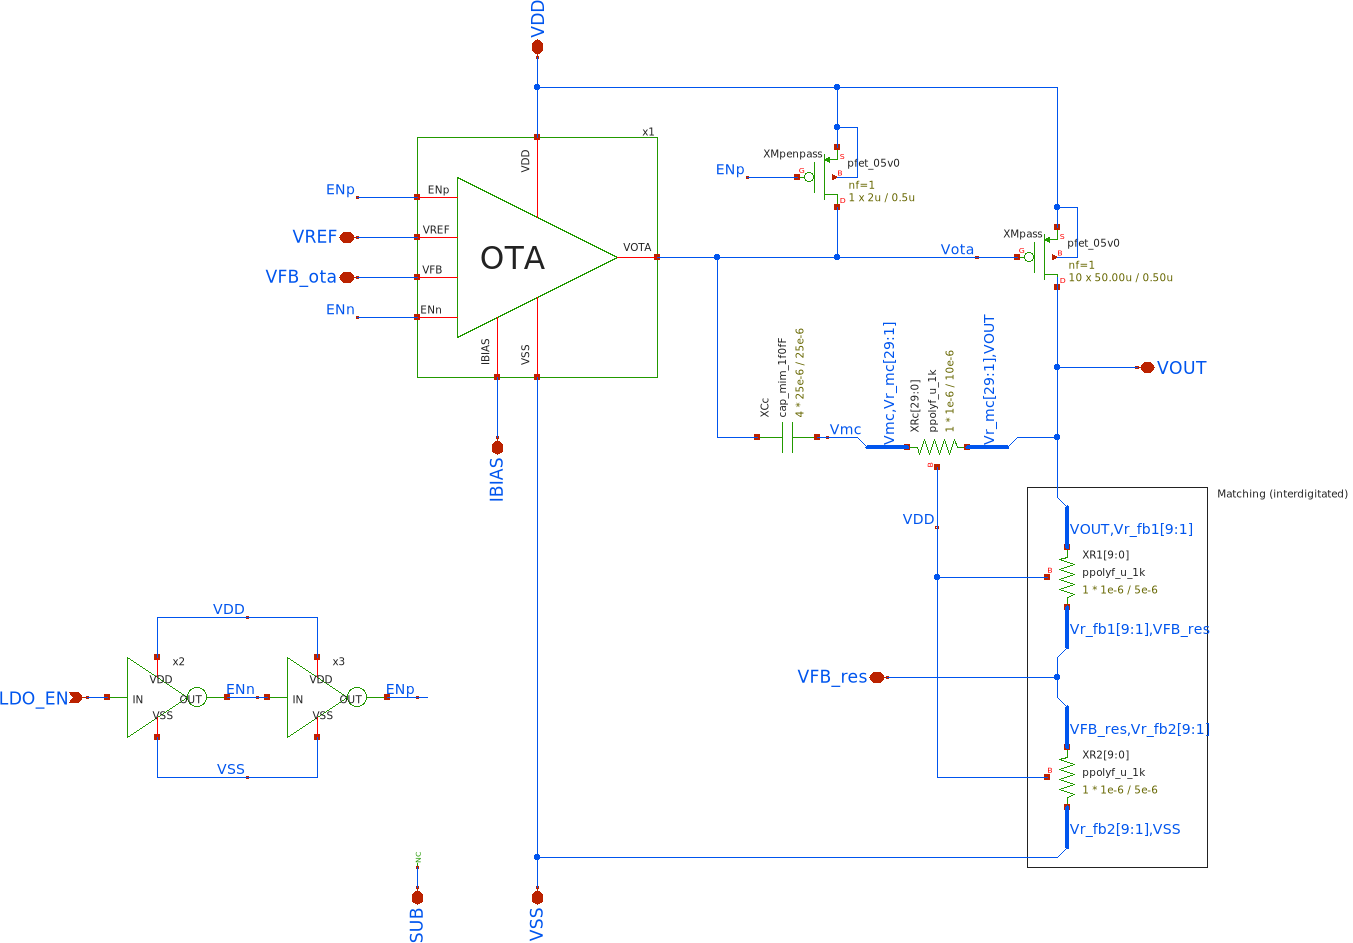 VDD
x1
VDD
ENp
ENp
VREF
VREF
VFB_ota
VFB
ENn
ENn
OTA
VOTA
IBIAS
VSS
IBIAS
XMpenpass
pfet_05v0
nf=1
1 x 2u / 0.5u
ENp
G
S
B
D
Vota
XMpass
pfet_05v0
nf=1
10 x 50.00u / 0.50u
G
S
B
D
VOUT
XCc
cap_mim_1f0fF
4 * 25e-6 / 25e-6
Vmc
Vmc,Vr_mc[29:1]
XRc[29:0]
ppolyf_u_1k
1 * 1e-6 / 10e-6
Vr_mc[29:1],VOUT
B
VDD
Matching (interdigitated)
VOUT,Vr_fb1[9:1]
XR1[9:0]
ppolyf_u_1k
1 * 1e-6 / 5e-6
B
Vr_fb1[9:1],VFB_res
VFB_res
VFB_res,Vr_fb2[9:1]
XR2[9:0]
ppolyf_u_1k
1 * 1e-6 / 5e-6
B
Vr_fb2[9:1],VSS
VDD
x2
x3
VDD
VDD
LDO_EN
IN
OUT
ENn
IN
OUT
ENp
VSS
VSS
VSS
NC
SUB
VSS